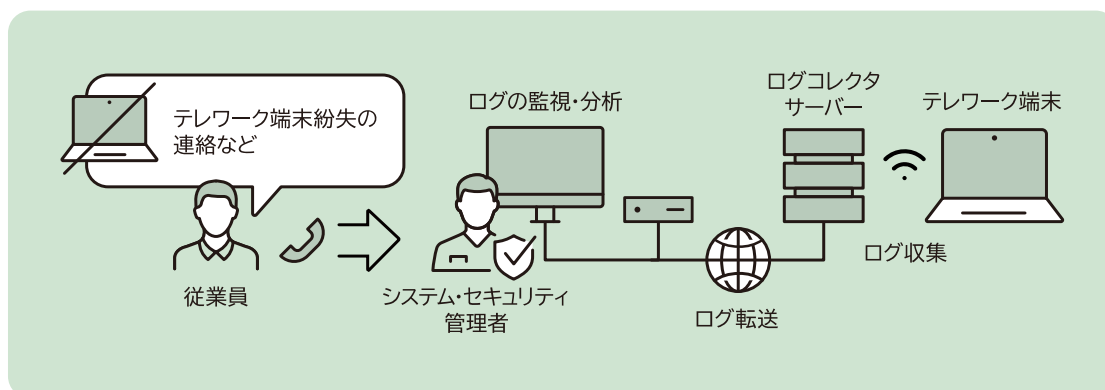 テレワーク端末紛失の
連絡など
従業員
ログの監視・分析
システム・セキュリティ
管理者
ログ転送
ログコレクタ
サーバー
ログ収集
テレワーク端末